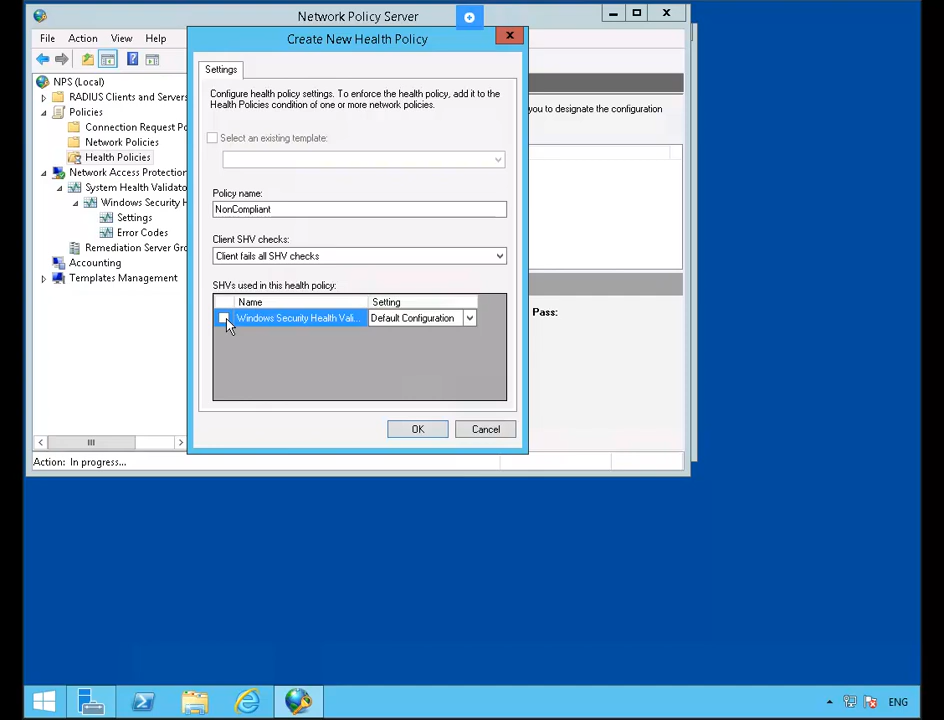 Network Policy Server
File Action View Help
Create New Health Policy
Settings
Configure health policy settings. To enforce the health policy, add it to the
Health Policies condition of one or more network policies.
Select an existing template:
Policy name:
NonCompliant
Client SHV checks:
Client fails all SHV checks
SHVs used in this health policy:
Name Setting
Windows Security Health Vali... Default Configuration
OK Cancel
NPS (Local)
RADIUS Clients and Servers
Policies
Connection Request Po
Network Policies
Health Policies
Network Access Protection
System Health Validato
Windows Security H
Settings
Error Codes
Remediation Server Gro
Accounting
Templates Management
you to designate the configuration
Pass:
Action: In progress...
ENG